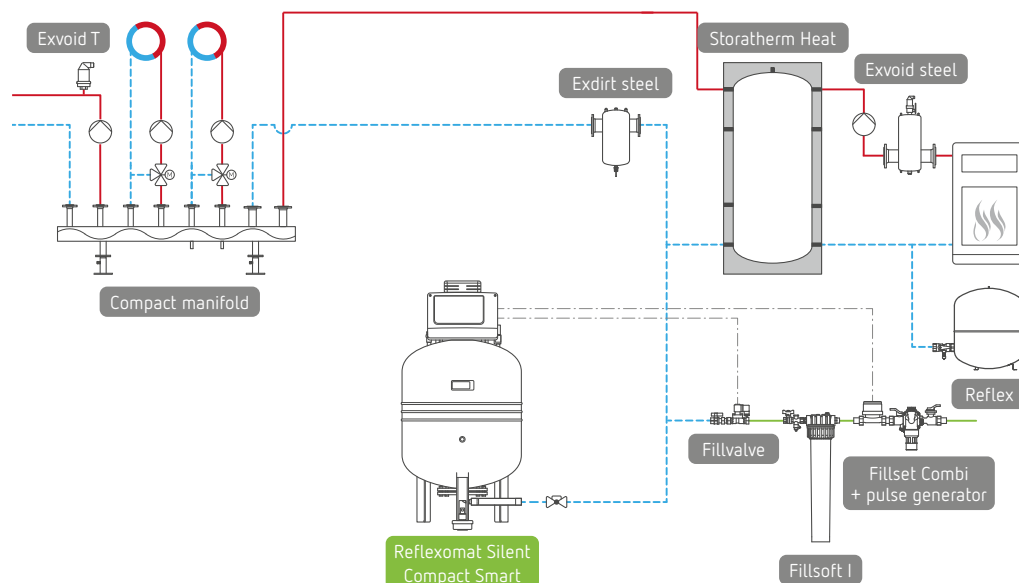 Exvoid T
Storatherm Heat
Exvoid steel
Exdirt steel
M
M
Compact manifold
Reflex
Fillvalve
Fillset Combi
+ pulse generator
Reflexomat Silent
Compact Smart
Fillsoft I